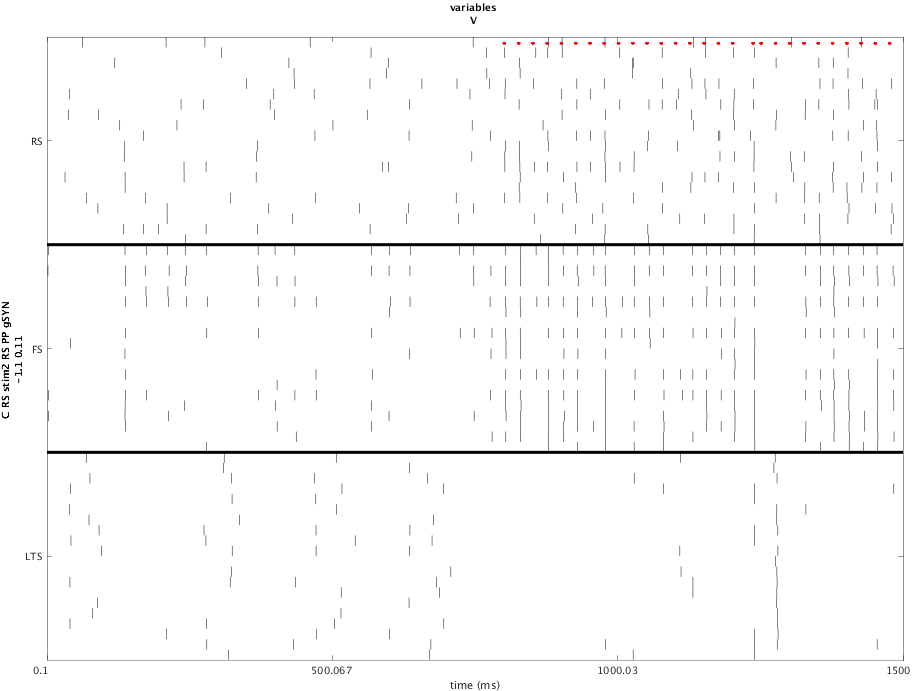 variables
V
RS
FS
LTS
C RS stim2 RS PP gSYN
-1.1 0.11
0.1
500.067
1000.03
1500
time (ms)